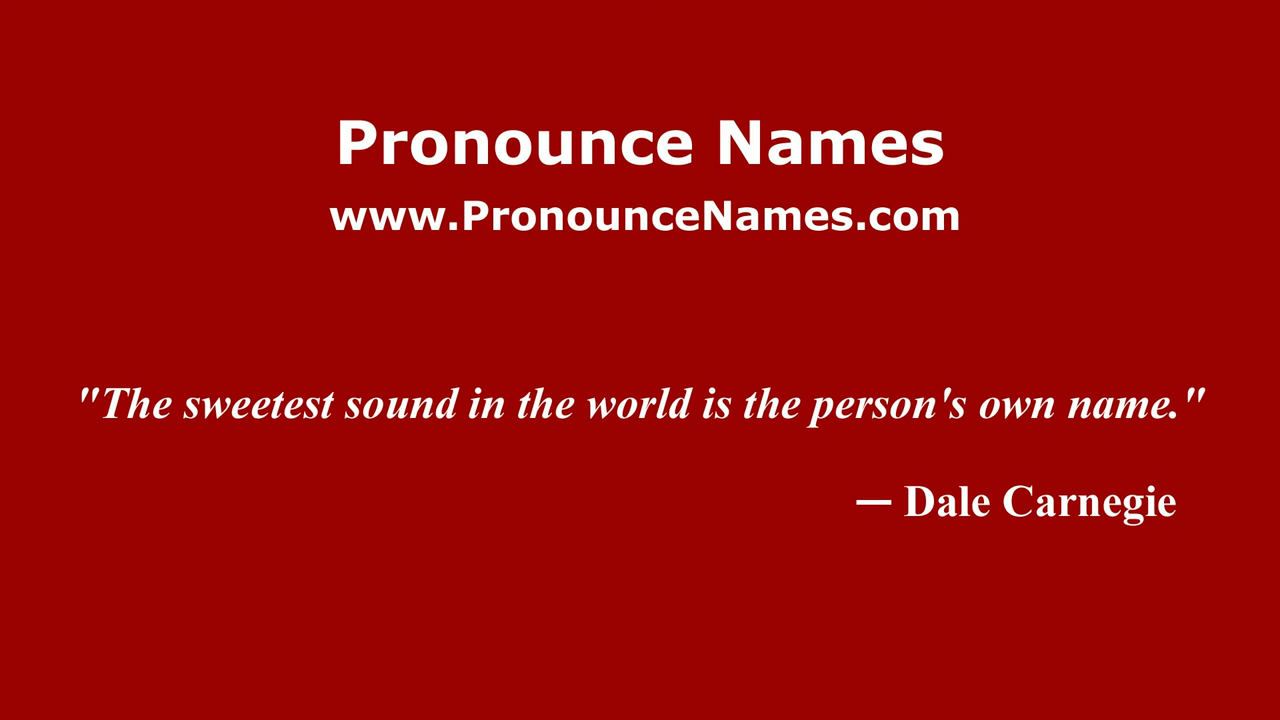 Pronounce Names
www.PronounceNames.com
"The sweetest sound in the world is the person's own name."
— Dale Carnegie